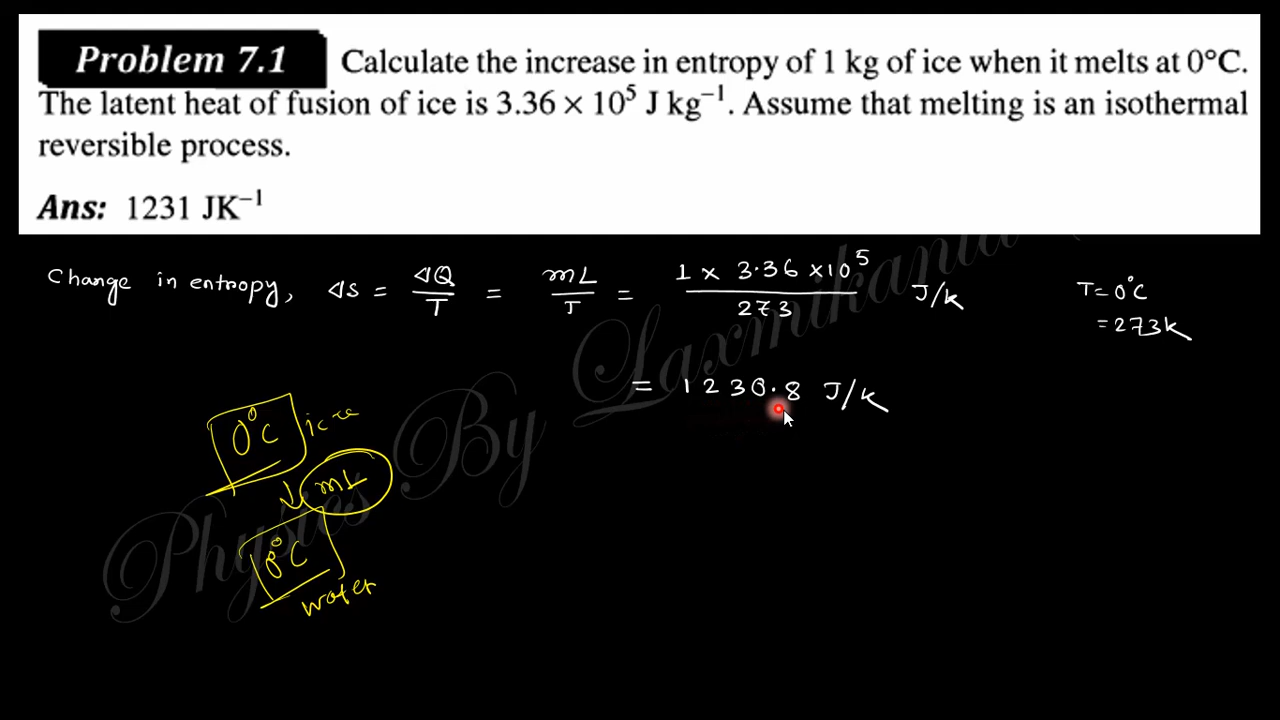 Problem 7.1 Calculate the increase in entropy of 1 kg of ice when it melts at 0°C.
The latent heat of fusion of ice is 3.36 × 10⁵ J kg⁻¹. Assume that melting is an isothermal
reversible process.
Ans: 1231 JK⁻¹
Change in entropy, ΔS = ΔQ/T = mL/T = 1 × 3.36 × 10⁵ / 273 J/K
T = 0°C
= 273K
= 1230.8 J/K
0°C ice
mL
0°C
water
Physics By Laxmikanta